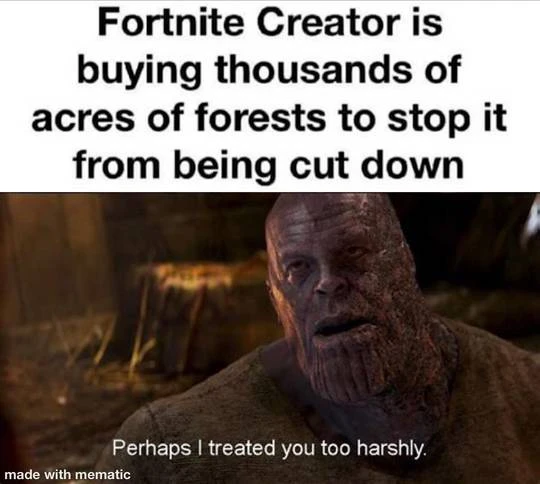 Fortnite Creator is
buying thousands of
acres of forests to stop it
from being cut down
Perhaps I treated you too harshly.
made with mematic